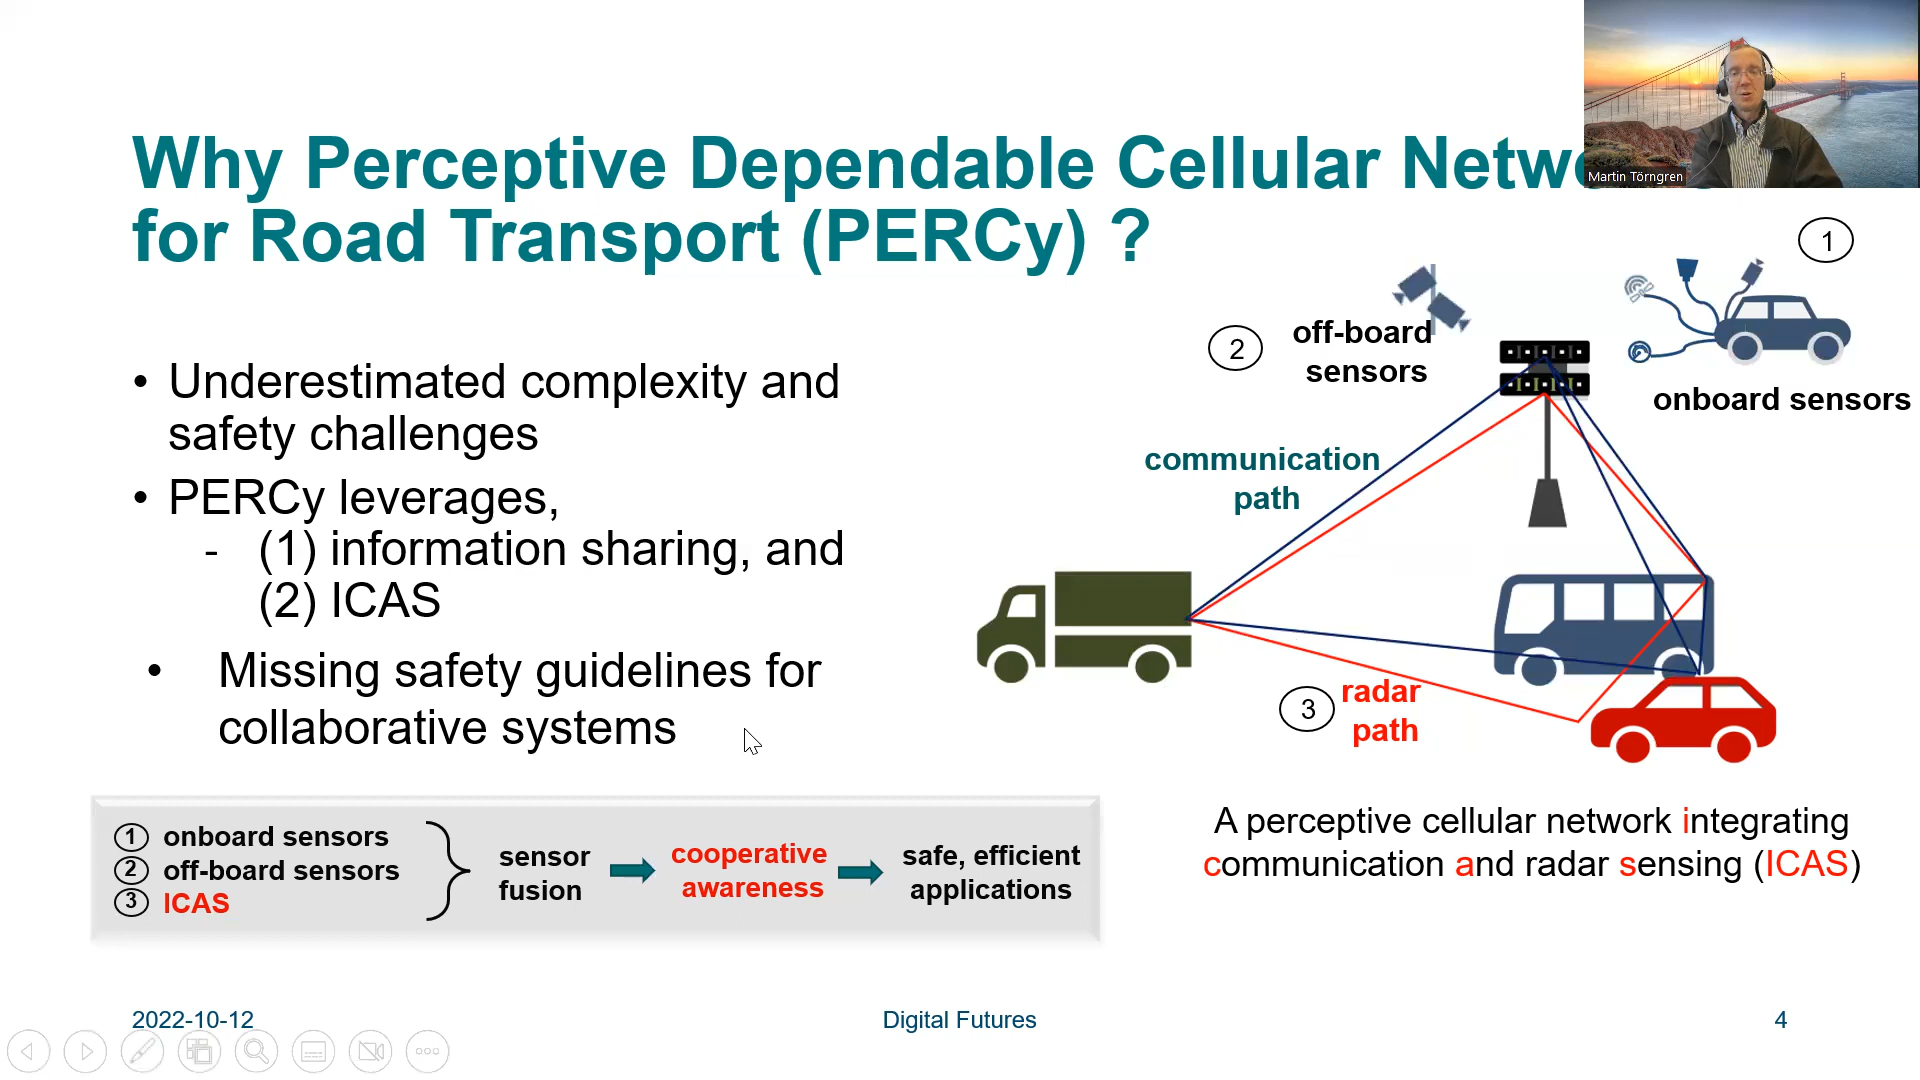 Why Perceptive Dependable Cellular
for Road Transport (PERCy) ?
Martin Törngren
• Underestimated complexity and
safety challenges
• PERCy leverages,
- (1) information sharing, and
(2) ICAS
• Missing safety guidelines for
collaborative systems
1
onboard sensors
2
off-board
sensors
communication
path
3
radar
path
A perceptive cellular network integrating
communication and radar sensing (ICAS)
1 onboard sensors
2 off-board sensors
3 ICAS
sensor
fusion
cooperative
awareness
safe, efficient
applications
2022-10-12
Digital Futures
4